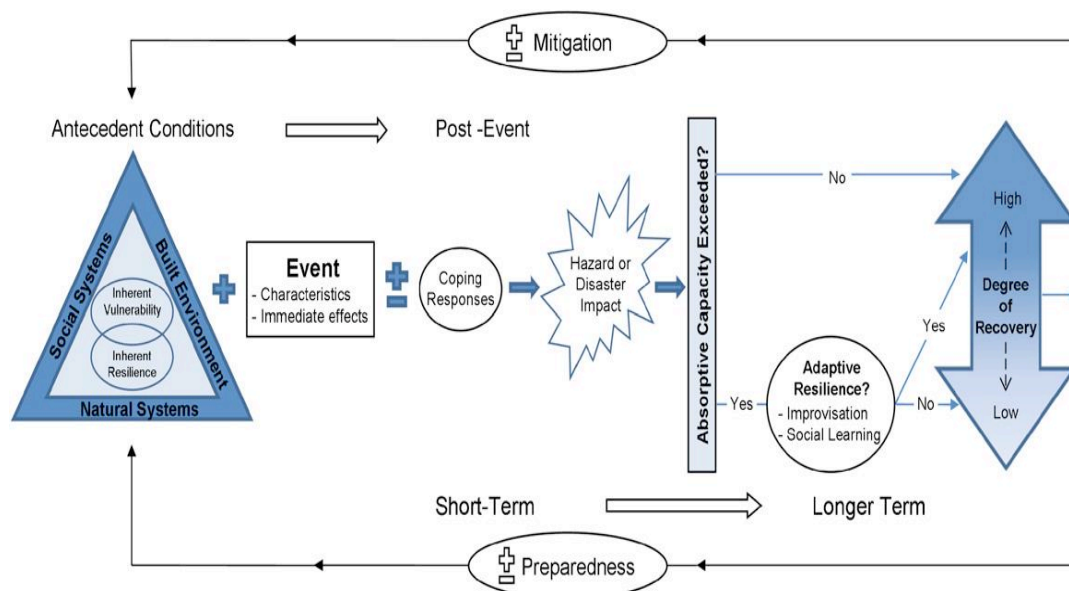 Mitigation
Antecedent Conditions
Post -Event
Social Systems
Built Environment
Natural Systems
Inherent
Vulnerability
Inherent
Resilience
Event
- Characteristics
- Immediate effects
Coping
Responses
Hazard or
Disaster
Impact
Absorptive Capacity Exceeded?
No
Yes
Adaptive
Resilience?
- Improvisation
- Social Learning
Yes
No
High
Degree
of
Recovery
Low
Short-Term
Longer Term
Preparedness